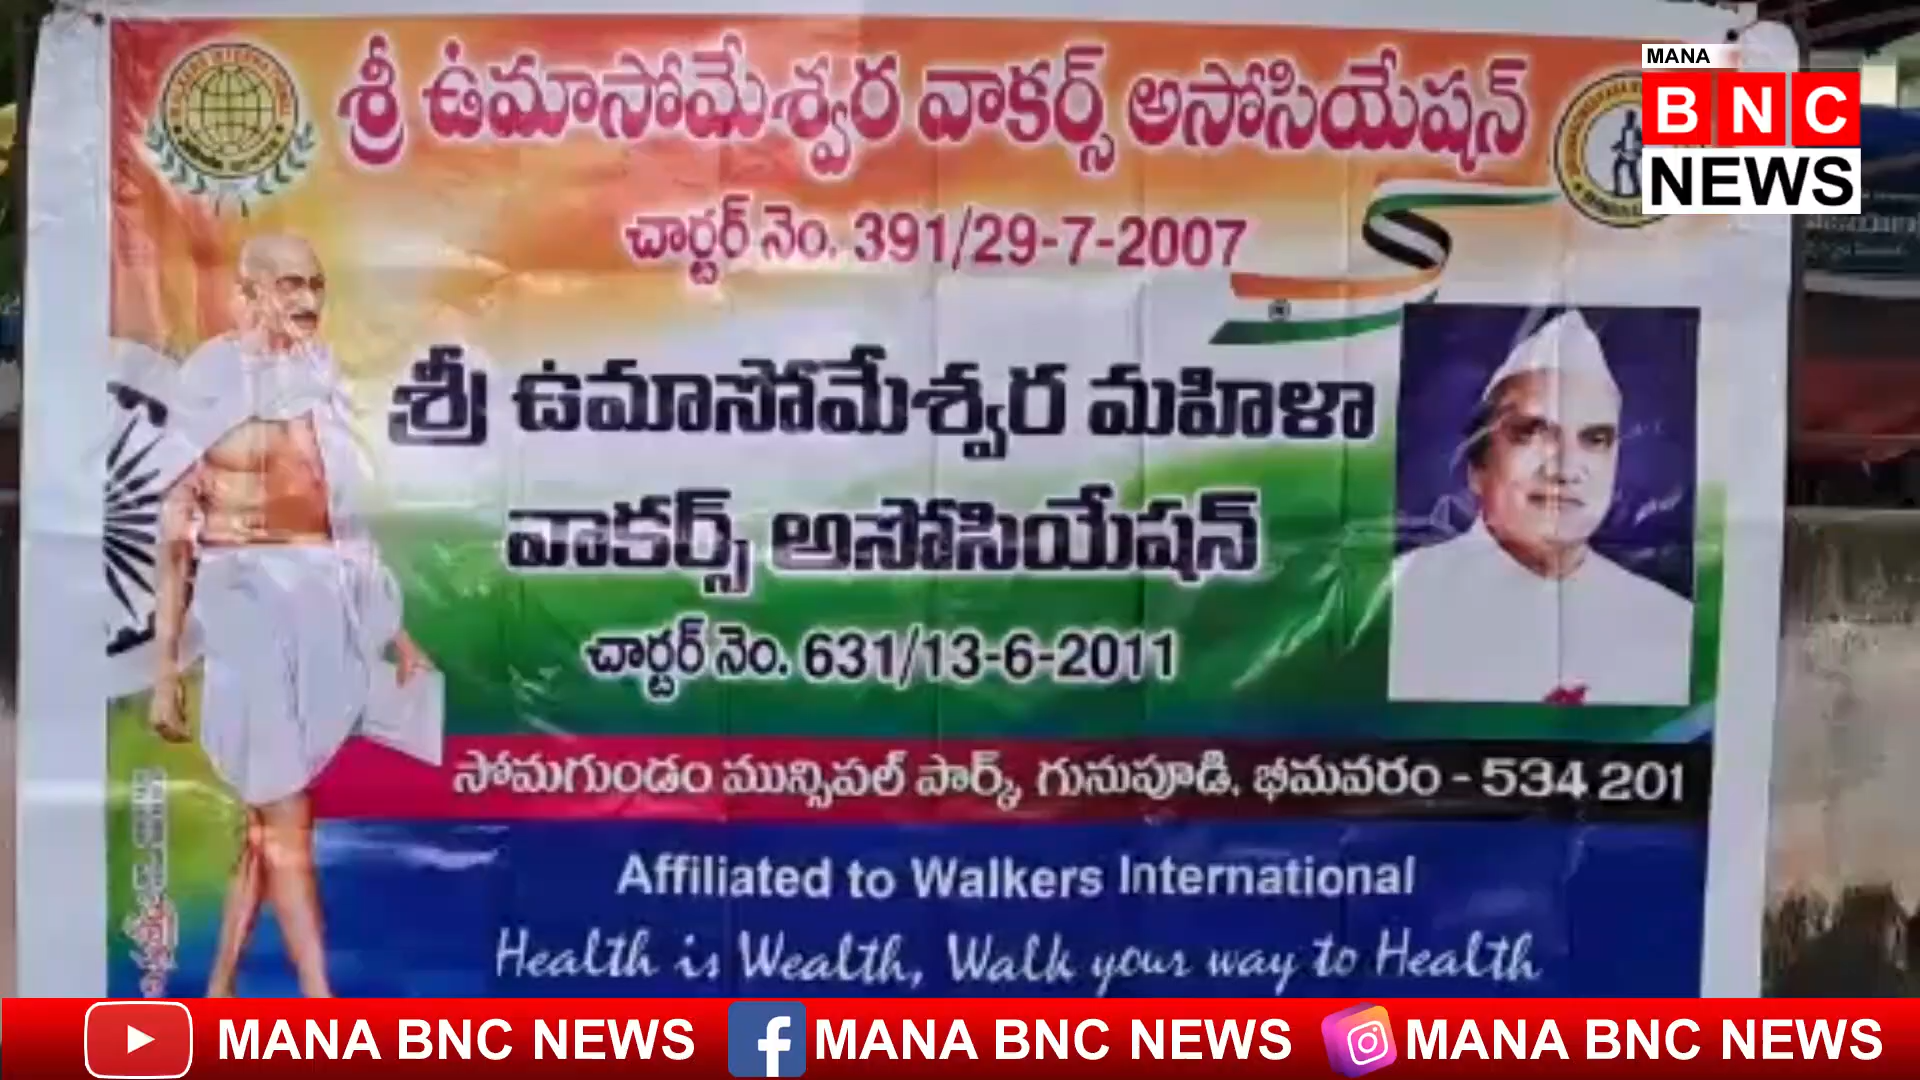 శ్రీ ఉమాసోమేశ్వర వాకర్స్ అసోసియేషన్
MANA
BNC
NEWS
చార్టర్ నెం. 391/29-7-2007
శ్రీ ఉమాసోమేశ్వర మహిళా
వాకర్స్ అసోసియేషన్
చార్టర్ నెం. 631/13-6-2011
సోమగుండం మున్సిపల్ పార్క్, గునుపూడి, భీమవరం - 534 201
Affiliated to Walkers International
Health is Wealth, Walk your way to Health
MANA BNC NEWS
MANA BNC NEWS
MANA BNC NEWS